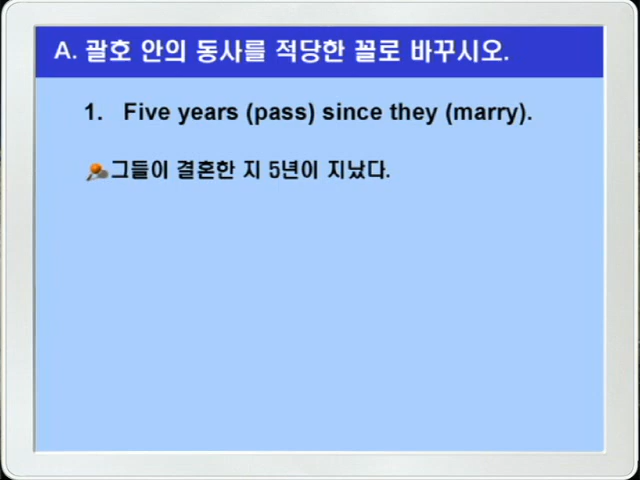 A. 괄호 안의 동사를 적당한 꼴로 바꾸시오.
1. Five years (pass) since they (marry).
그들이 결혼한 지 5년이 지났다.